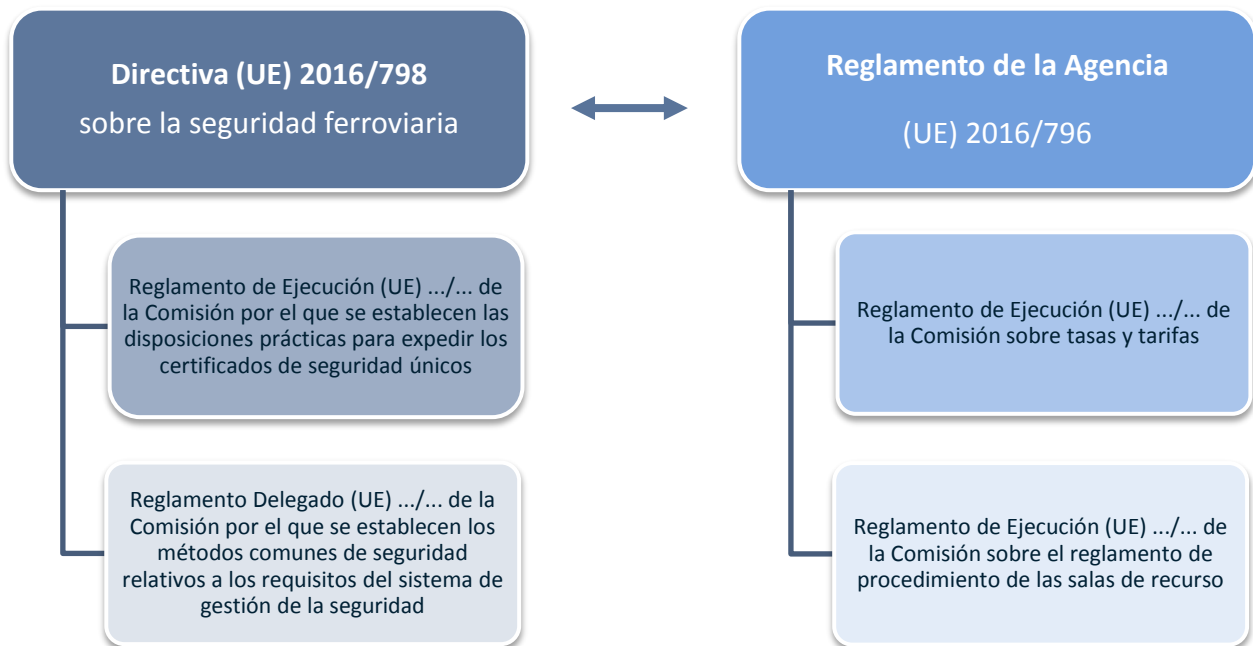 Directiva (UE) 2016/798
sobre la seguridad ferroviaria
Reglamento de Ejecución (UE) .../... de
la Comisión por el que se establecen las
disposiciones prácticas para expedir los
certificados de seguridad únicos
Reglamento Delegado (UE) .../... de la
Comisión por el que se establecen los
métodos comunes de seguridad
relativos a los requisitos del sistema de
gestión de la seguridad
Reglamento de la Agencia
(UE) 2016/796
Reglamento de Ejecución (UE) .../... de
la Comisión sobre tasas y tarifas
Reglamento de Ejecución (UE) .../... de
la Comisión sobre el reglamento de
procedimiento de las salas de recurso